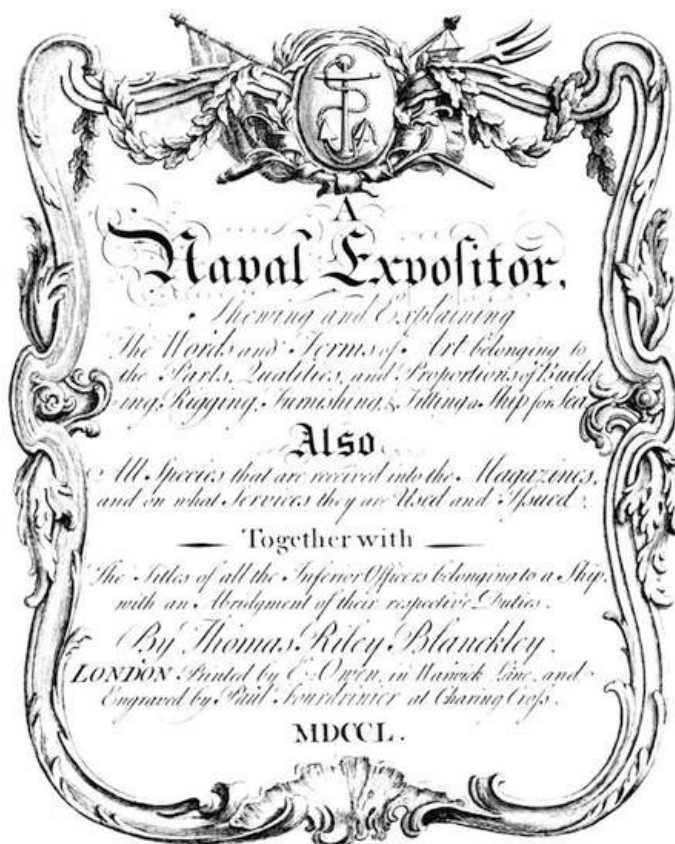 A
Naval Expoſitor,
Shewing and Explaining
The Words and Terms of Art belonging to
the Parts, Qualities, and Proportions of Build-
ing, Rigging, Furniſhing, & Fitting a Ship for Sea.
Also
All Species that are received into the Magazines,
and on what Services they are Used and Iſsued.
Together with
The Titles of all the Inferior Officers belonging to a Ship,
with an Abridgment of their respective Duties.
By Thomas Riley Blanckley.
LONDON Printed by E. Owen, in Warwick Lane, and
Engraved by Paul Fourdrinier at Charing Croſs.
MDCCL.